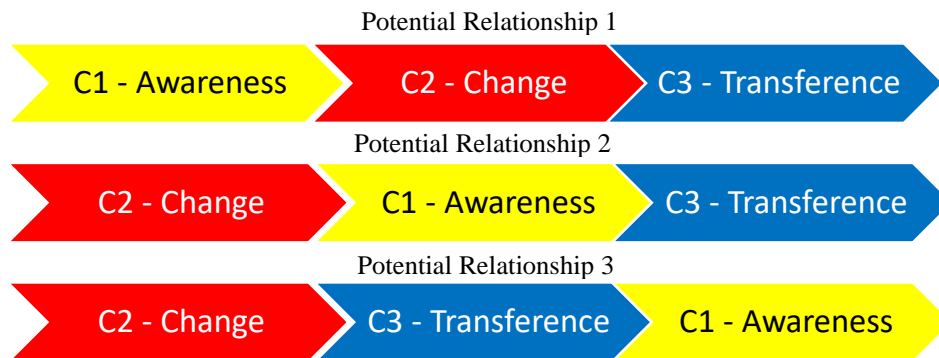 Potential Relationship 1
C1 - Awareness C2 - Change C3 - Transference
Potential Relationship 2
C2 - Change C1 - Awareness C3 - Transference
Potential Relationship 3
C2 - Change C3 - Transference C1 - Awareness